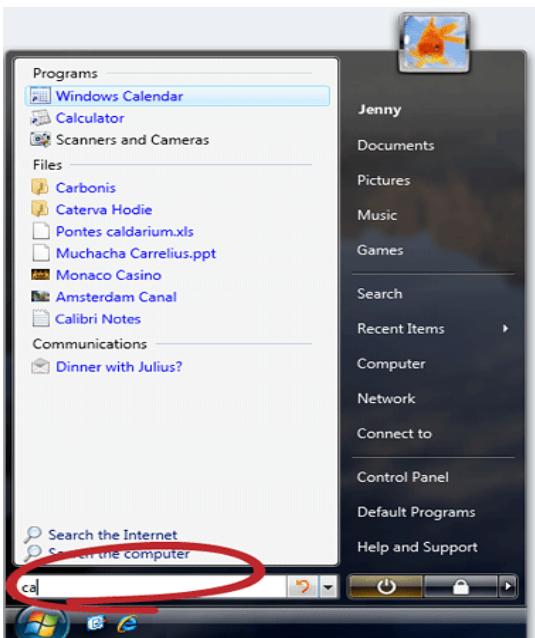 Programs
Windows Calendar
Calculator
Scanners and Cameras
Files
Carbonis
Caterva Hodie
Pontes caldarium.xls
Muchacha Carrelius.ppt
Monaco Casino
Amsterdam Canal
Calibri Notes
Communications
Dinner with Julius?
Search the Internet
Search the computer
ca
Jenny
Documents
Pictures
Music
Games
Search
Recent Items
Computer
Network
Connect to
Control Panel
Default Programs
Help and Support